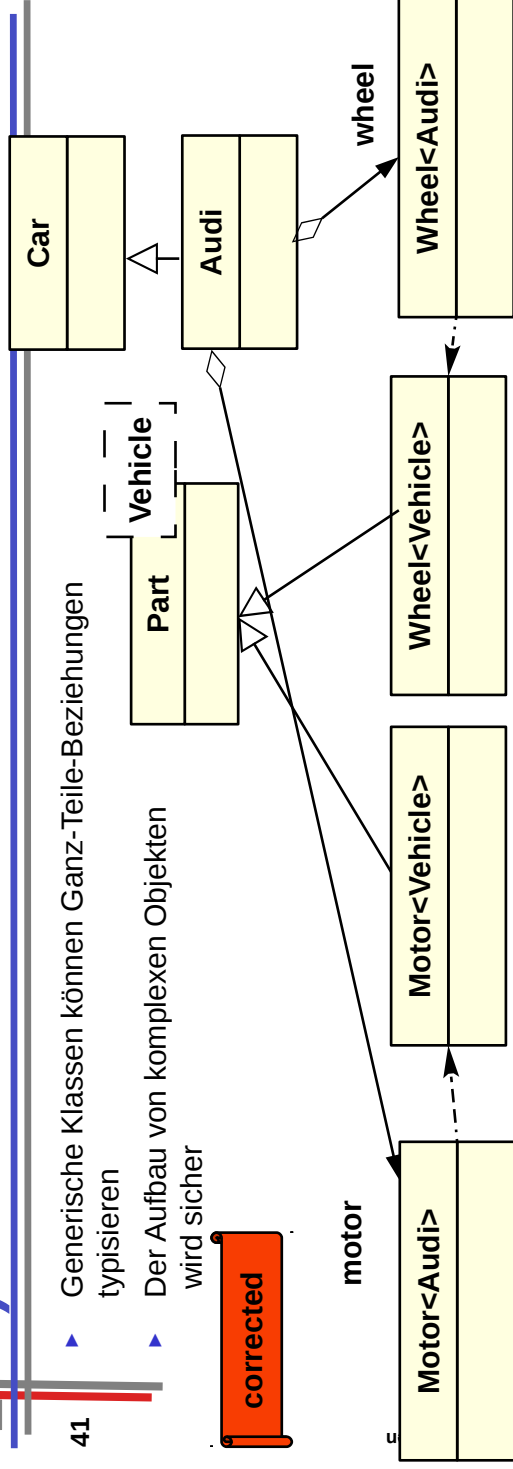 41
Generische Klassen können Ganz-Teile-Beziehungen
typisieren
Der Aufbau von komplexen Objekten
wird sicher
corrected
Car
Vehicle
Part
Audi
motor
wheel
Motor<Audi>
Motor<Vehicle>
Wheel<Vehicle>
Wheel<Audi>